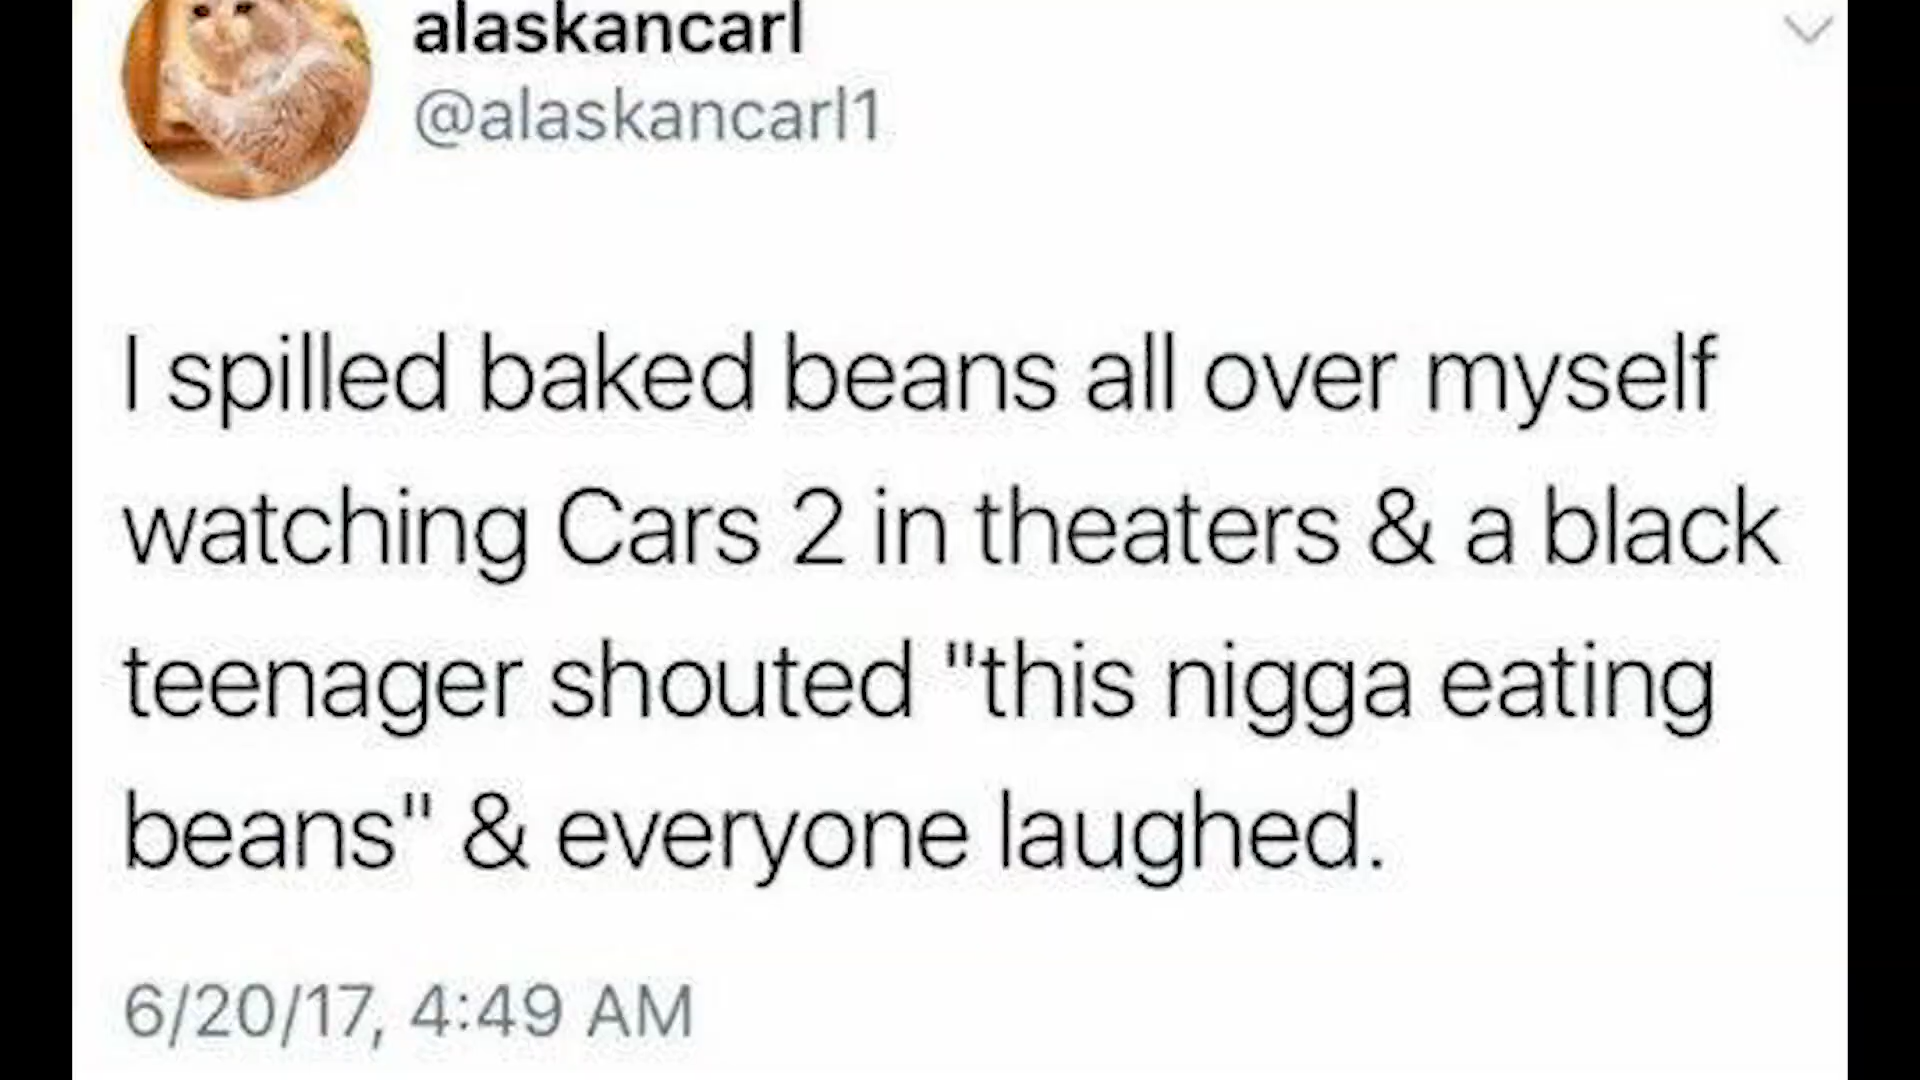 alaskancarl
@alaskancarl1
I spilled baked beans all over myself
watching Cars 2 in theaters & a black
teenager shouted "this nigga eating
beans" & everyone laughed.
6/20/17, 4:49 AM